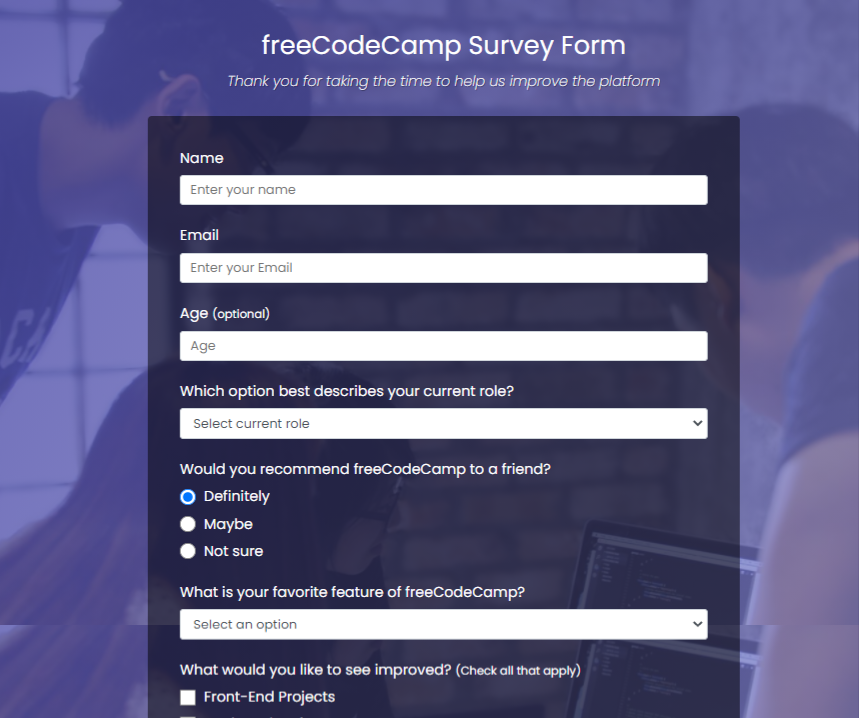 freeCodeCamp Survey Form
Thank you for taking the time to help us improve the platform
Name
Enter your name
Email
Enter your Email
Age (optional)
Age
Which option best describes your current role?
Select current role
Would you recommend freeCodeCamp to a friend?
Definitely
Maybe
Not sure
What is your favorite feature of freeCodeCamp?
Select an option
What would you like to see improved? (Check all that apply)
Front-End Projects